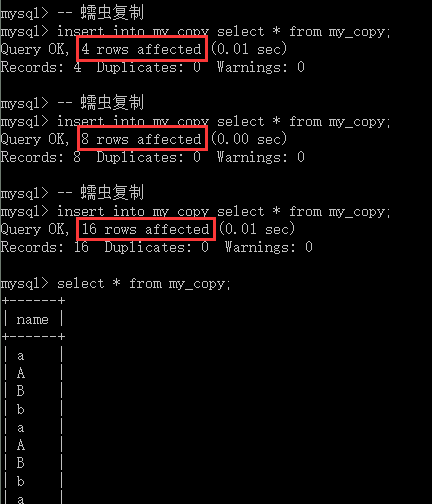 mysql> -- 蠕虫复制
mysql> insert into my_copy select * from my_copy;
Query OK, 4 rows affected (0.01 sec)
Records: 4  Duplicates: 0  Warnings: 0
mysql> -- 蠕虫复制
mysql> insert into my_copy select * from my_copy;
Query OK, 8 rows affected (0.00 sec)
Records: 8  Duplicates: 0  Warnings: 0
mysql> -- 蠕虫复制
mysql> insert into my_copy select * from my_copy;
Query OK, 16 rows affected (0.01 sec)
Records: 16  Duplicates: 0  Warnings: 0
mysql> select * from my_copy;
+------+
| name |
+------+
| a    |
| A    |
| B    |
| b    |
| a    |
| A    |
| B    |
| b    |
| a    |